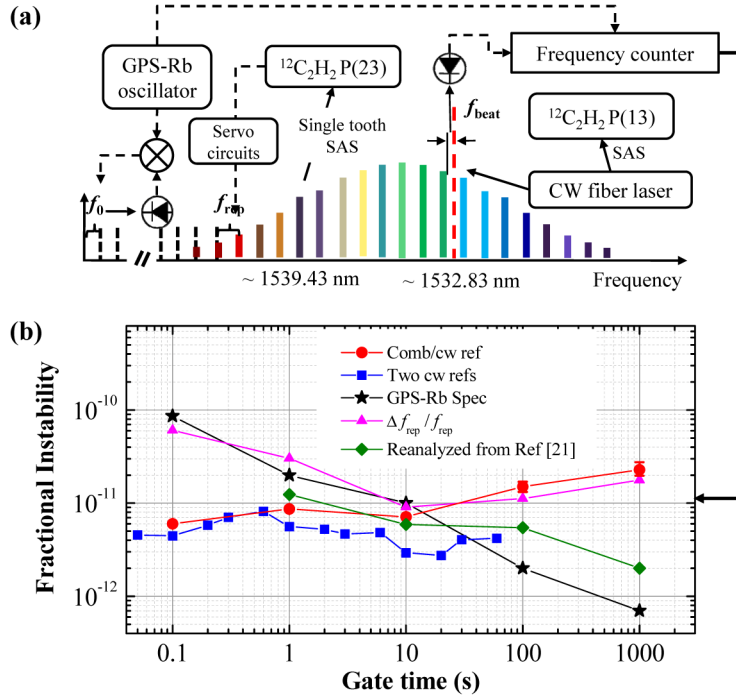 (a)
GPS-Rb
oscillator
¹²C₂H₂ P(23)
Frequency counter
Servo
circuits
Single tooth
SAS
f_beat
¹²C₂H₂ P(13)
SAS
CW fiber laser
f₀
f_rep
~ 1539.43 nm
~ 1532.83 nm
Frequency
(b)
Comb/cw ref
Two cw refs
GPS-Rb Spec
Δ f_rep / f_rep
Reanalyzed from Ref [21]
Fractional Instability
10⁻¹⁰
10⁻¹¹
10⁻¹²
0.1 1 10 100 1000
Gate time (s)